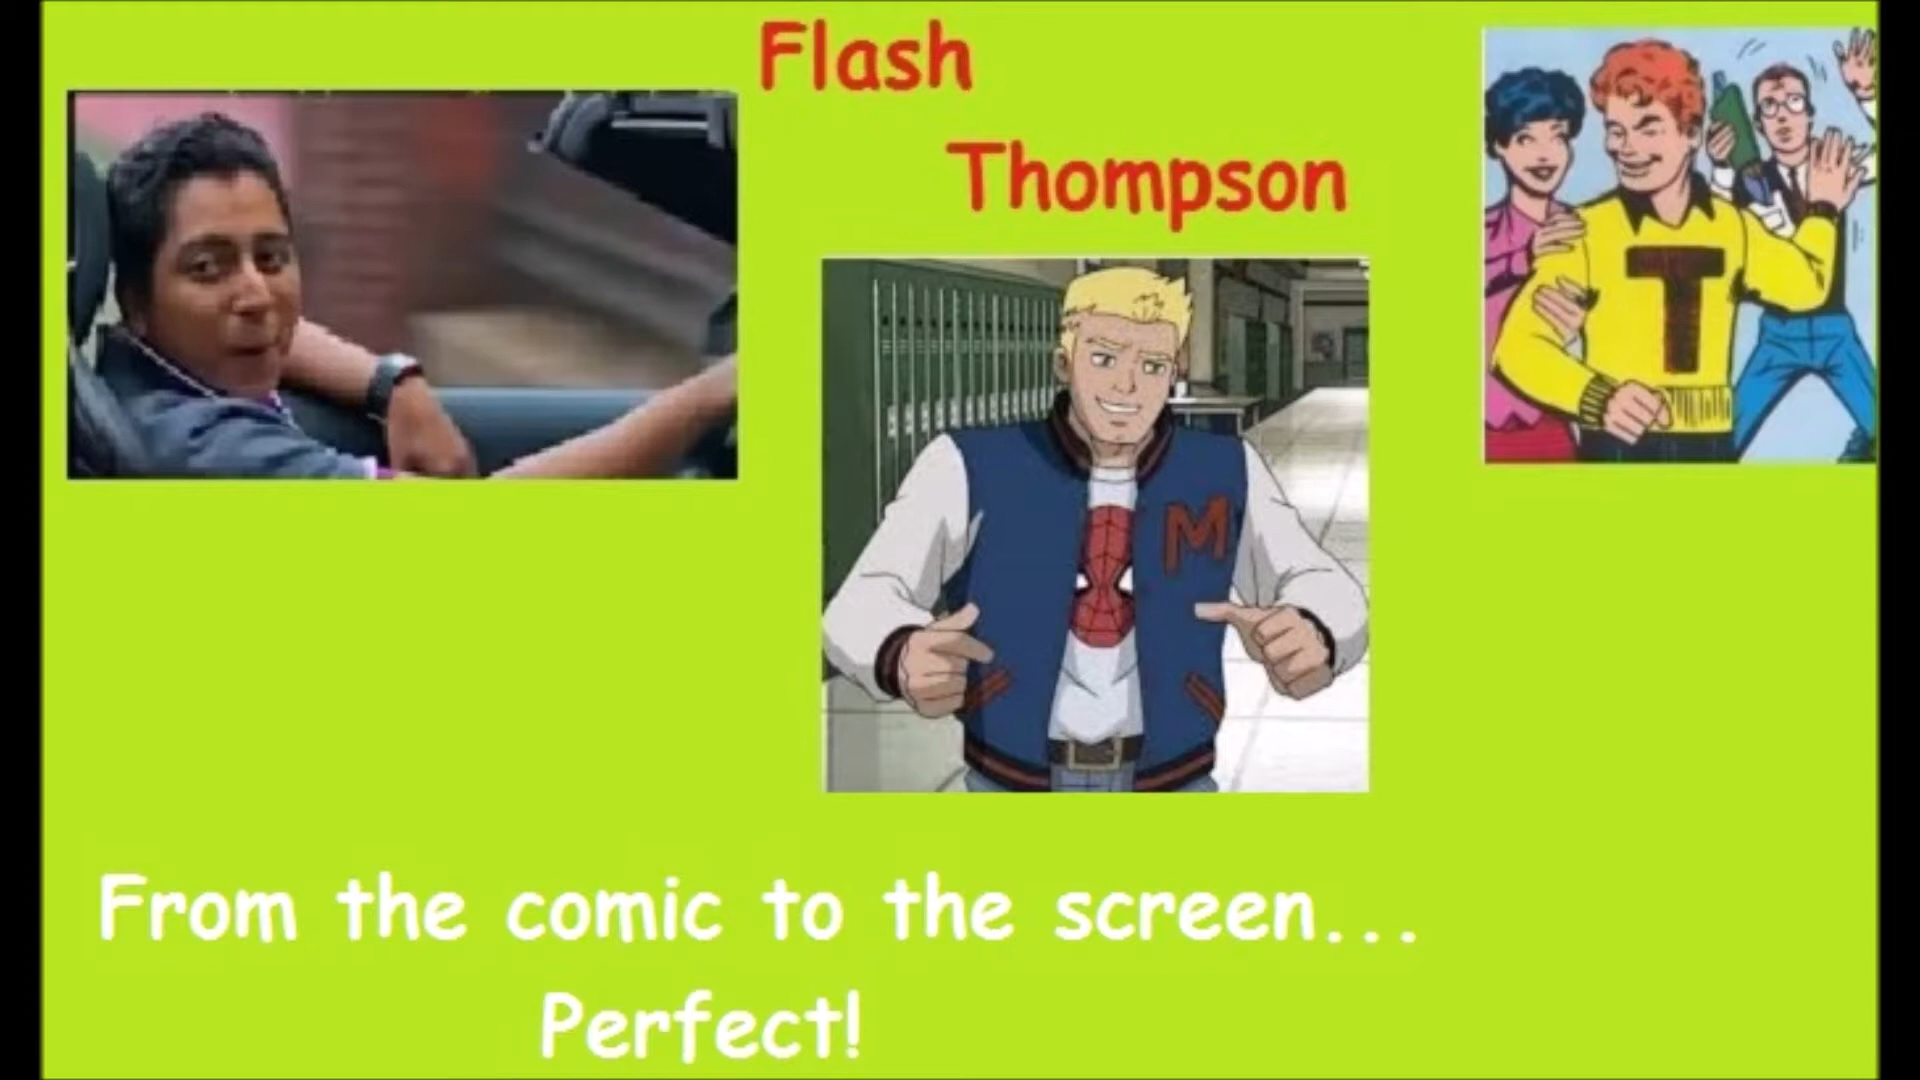 Flash
Thompson
T
M
From the comic to the screen...
Perfect!